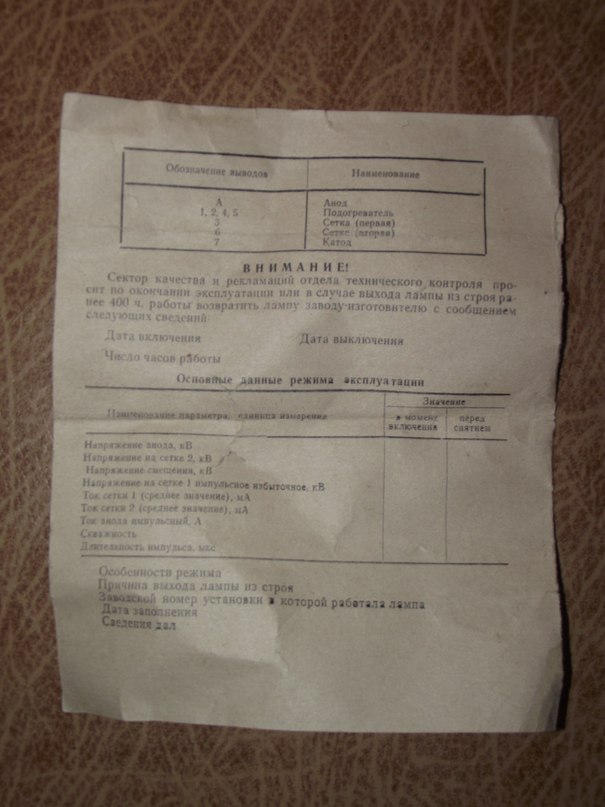 Обозначение выводов Наименование
А Анод
1, 2, 4, 5 Подогреватель
3 Сетка (первая)
6 Сетка (вторая)
7 Катод
ВНИМАНИЕ!
Сектор качества и рекламаций отдела технического контроля про-
сит по окончании эксплуатации или в случае выхода лампы из строя ра-
нее 400 ч. работы возвратить лампу заводу-изготовителю с сообщением
следующих сведений:
Дата включения Дата выключения
Число часов работы
Основные данные режима эксплуатации
Наименование параметра, единица измерения Значение
в момент включения перед снятием
Напряжение анода, кВ
Напряжение на сетке 2, кВ
Напряжение смещения, кВ
Напряжение на сетке 1 импульсное избыточное, кВ
Ток сетки 1 (среднее значение), мА
Ток сетки 2 (среднее значение), мА
Ток анода импульсный, А
Скважность
Длительность импульса, мкс
Особенности режима
Причина выхода лампы из строя
Заводской номер установки в которой работала лампа
Дата заполнения
Сведения дал